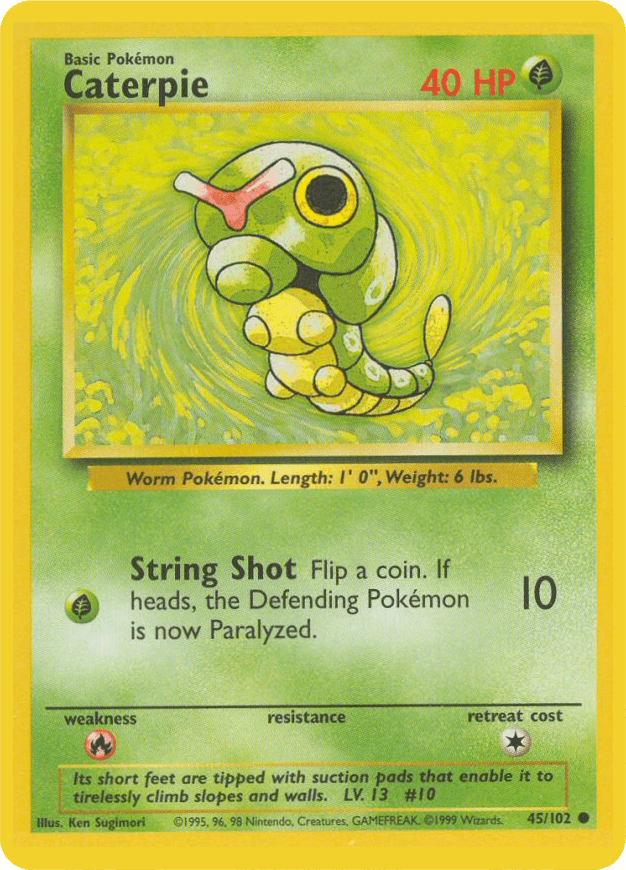 Basic Pokémon
Caterpie
40 HP
Worm Pokémon. Length: 1' 0", Weight: 6 lbs.
String Shot Flip a coin. If
heads, the Defending Pokémon
is now Paralyzed.
10
weakness resistance retreat cost
Its short feet are tipped with suction pads that enable it to
tirelessly climb slopes and walls. LV. 13 #10
Illus. Ken Sugimori ©1995, 96, 98 Nintendo, Creatures, GAMEFREAK. ©1999 Wizards. 45/102